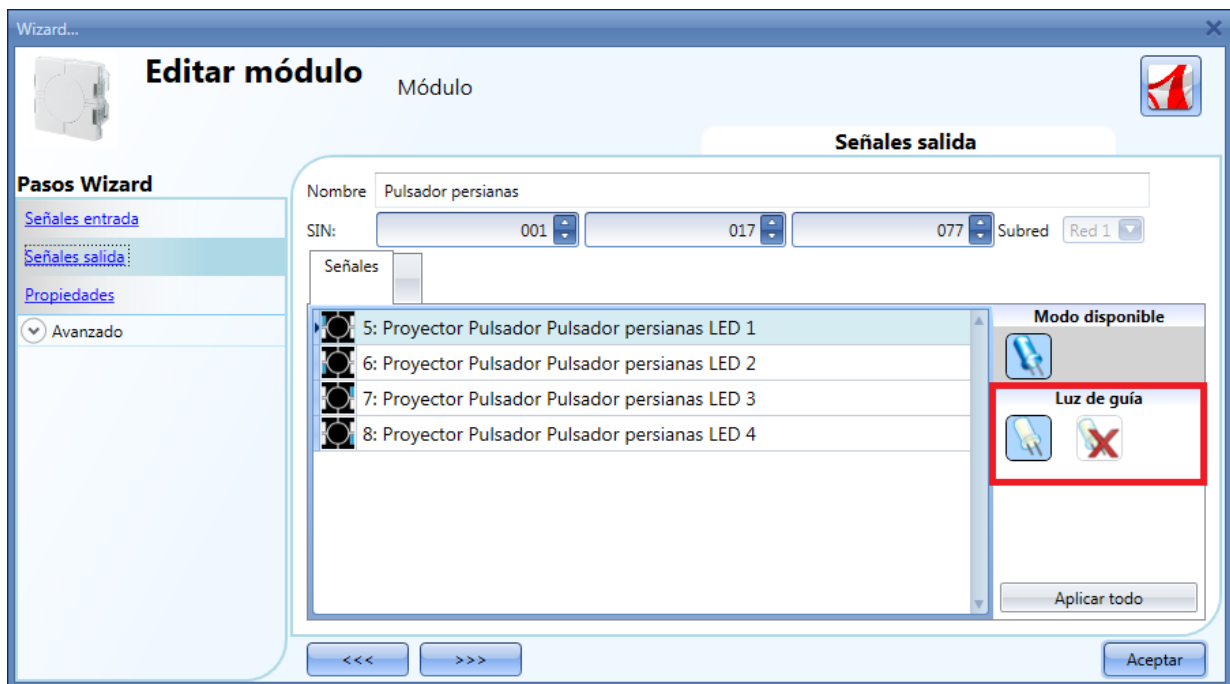 Wizard...
Editar módulo
Módulo
Señales salida
Pasos Wizard
Señales entrada
Señales salida
Propiedades
Avanzado
Nombre Pulsador persianas
SIN: 001 017 077 Subred Red 1
Señales
5: Proyector Pulsador Pulsador persianas LED 1
6: Proyector Pulsador Pulsador persianas LED 2
7: Proyector Pulsador Pulsador persianas LED 3
8: Proyector Pulsador Pulsador persianas LED 4
Modo disponible
Luz de guía
Aplicar todo
<<< >>> Aceptar